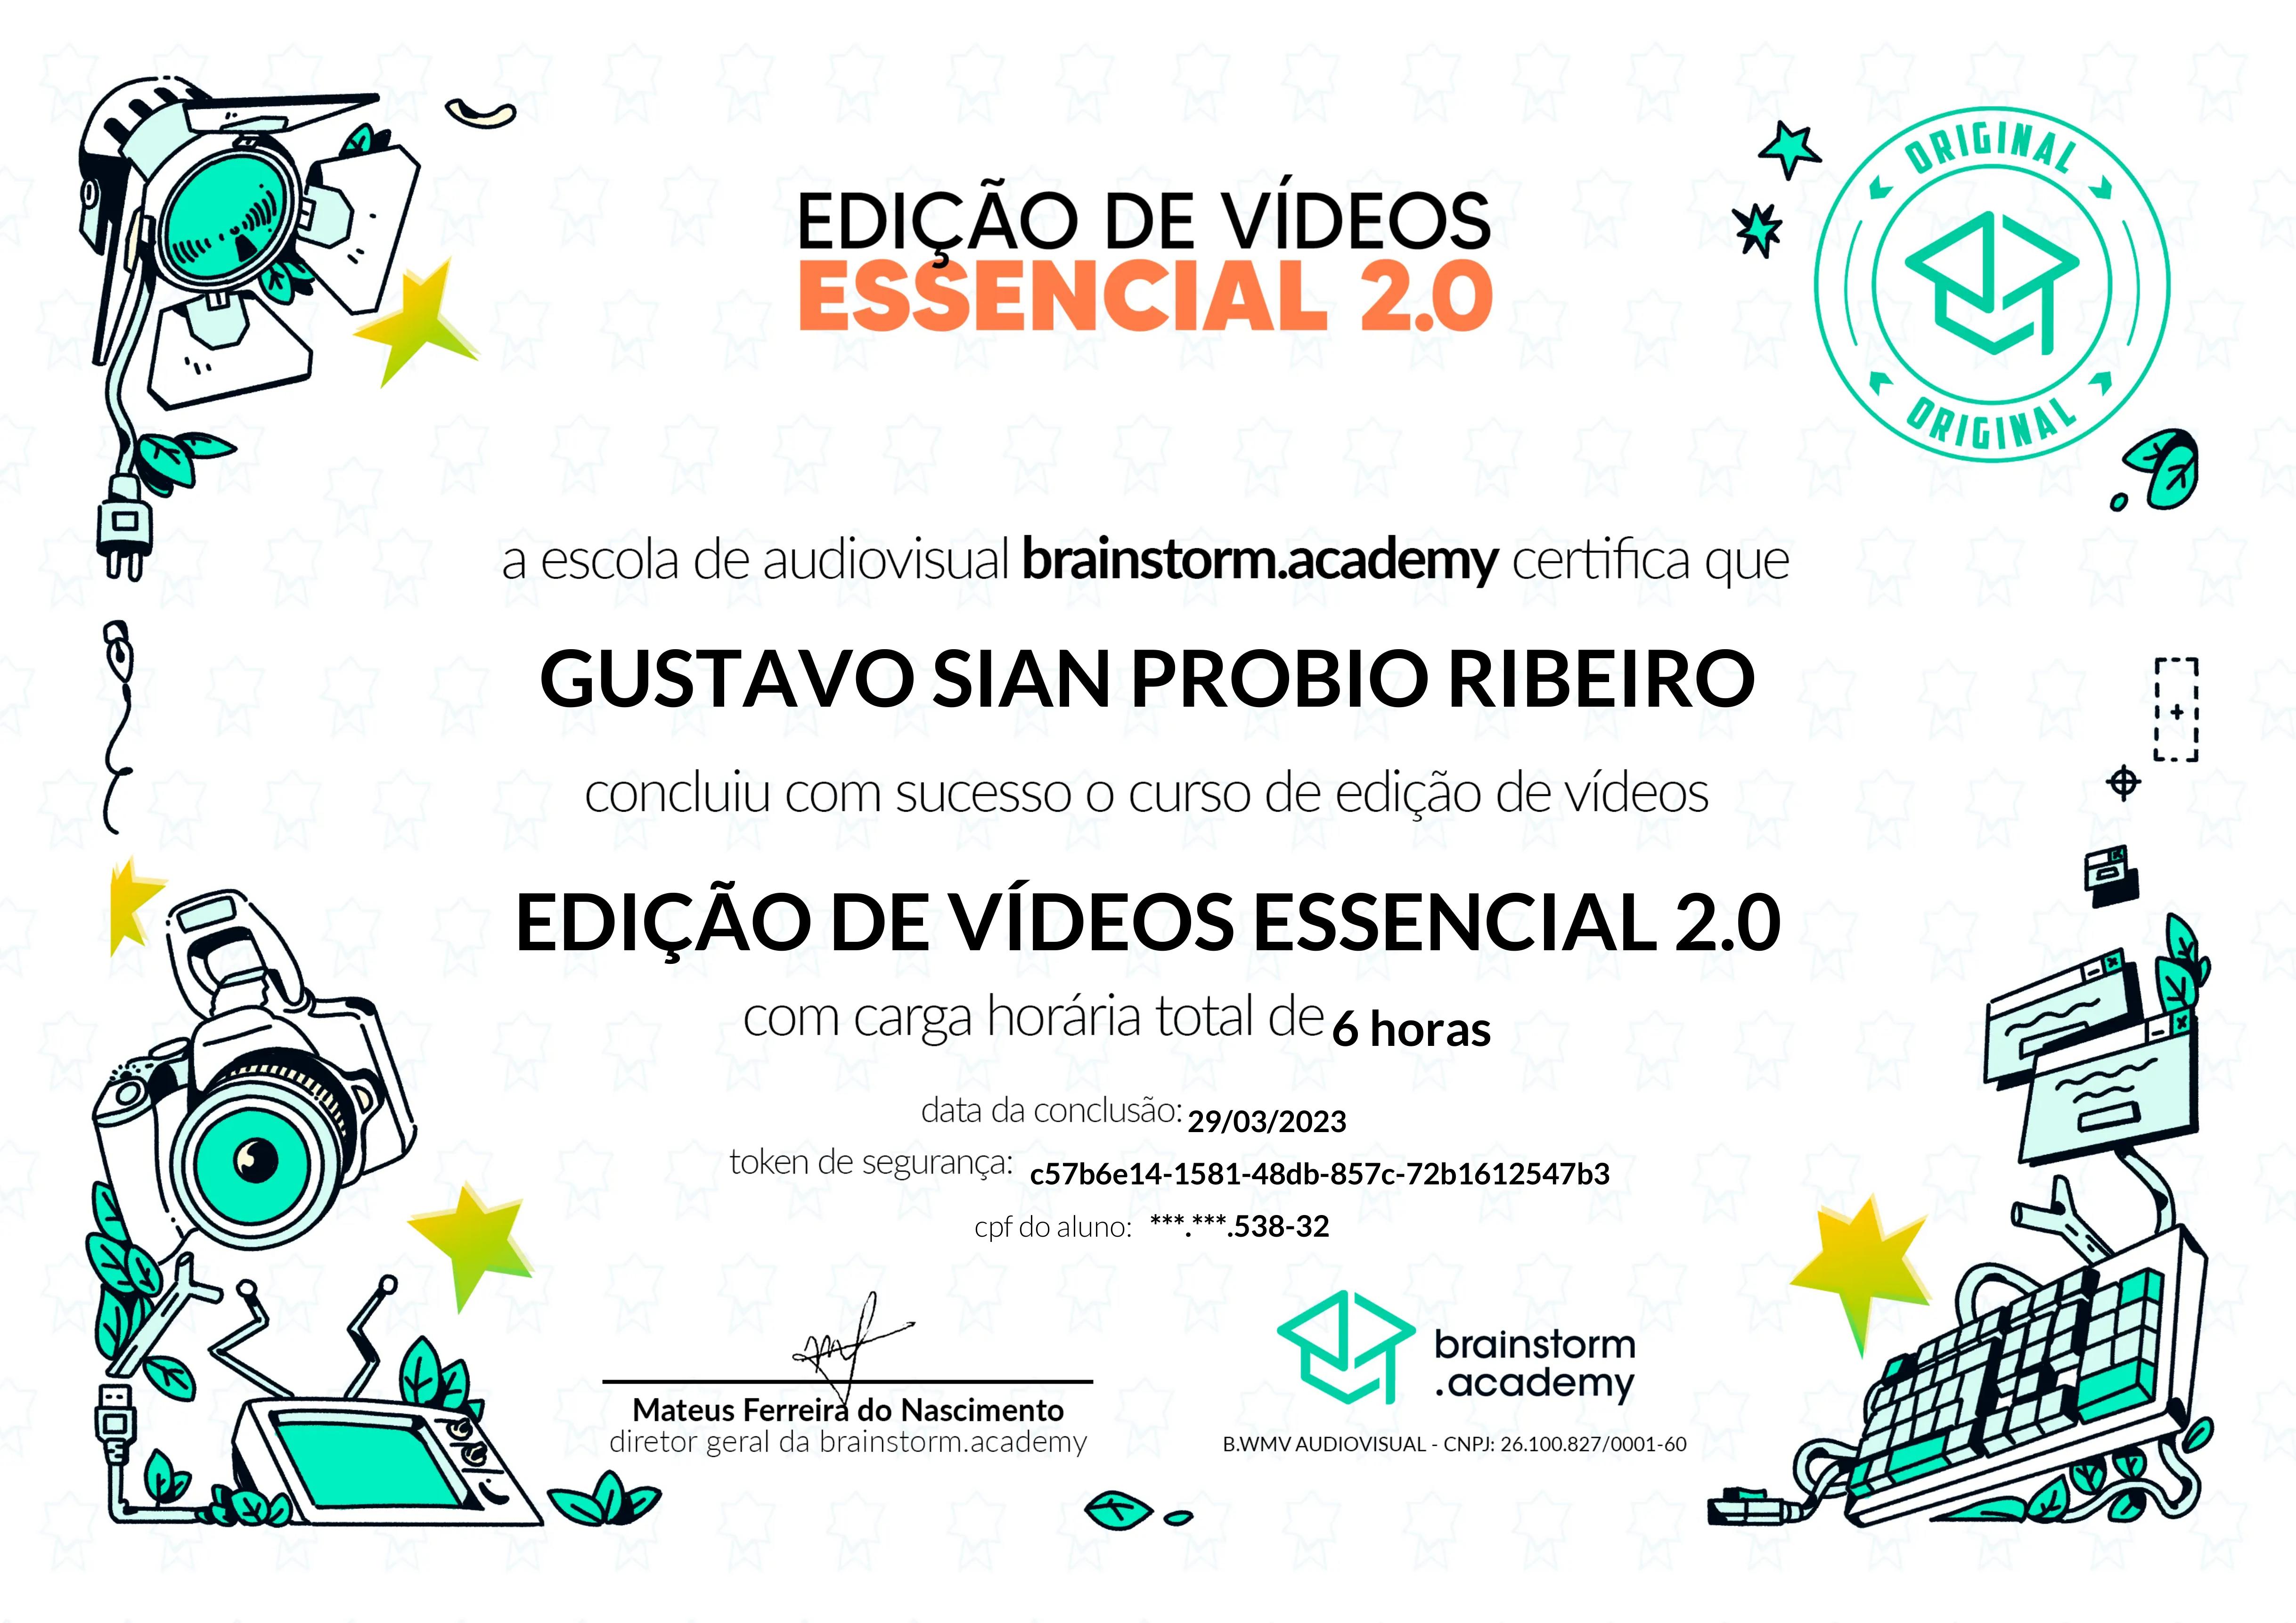 EDIÇÃO DE VÍDEOS
ESSENCIAL 2.0
ORIGINAL
ORIGINAL
a escola de audiovisual brainstorm.academy certifica que
GUSTAVO SIAN PROBIO RIBEIRO
concluiu com sucesso o curso de edição de vídeos
EDIÇÃO DE VÍDEOS ESSENCIAL 2.0
com carga horária total de 6 horas
data da conclusão: 29/03/2023
token de segurança: c57b6e14-1581-48db-857c-72b1612547b3
cpf do aluno: ***.***.538-32
Mateus Ferreira do Nascimento
diretor geral da brainstorm.academy
brainstorm
.academy
B.WMV AUDIOVISUAL - CNPJ: 26.100.827/0001-60